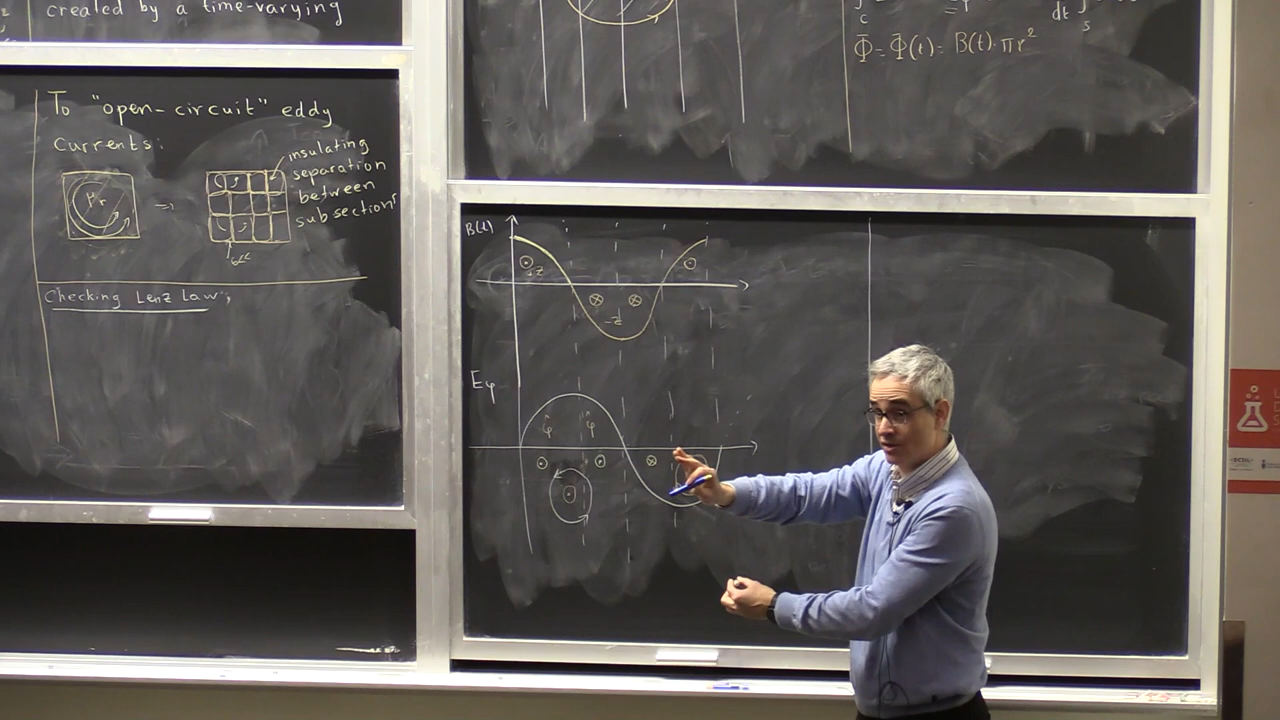 created by a time-varying
To "open-circuit" eddy
Currents:
insulating
separation
between
subsections
r
=>
Checking Lenz Law:
c
dt
s
Φ = Φ(t) = B(t)·πr²
B(t)
+z
-z
Eφ
φ̂
φ̂